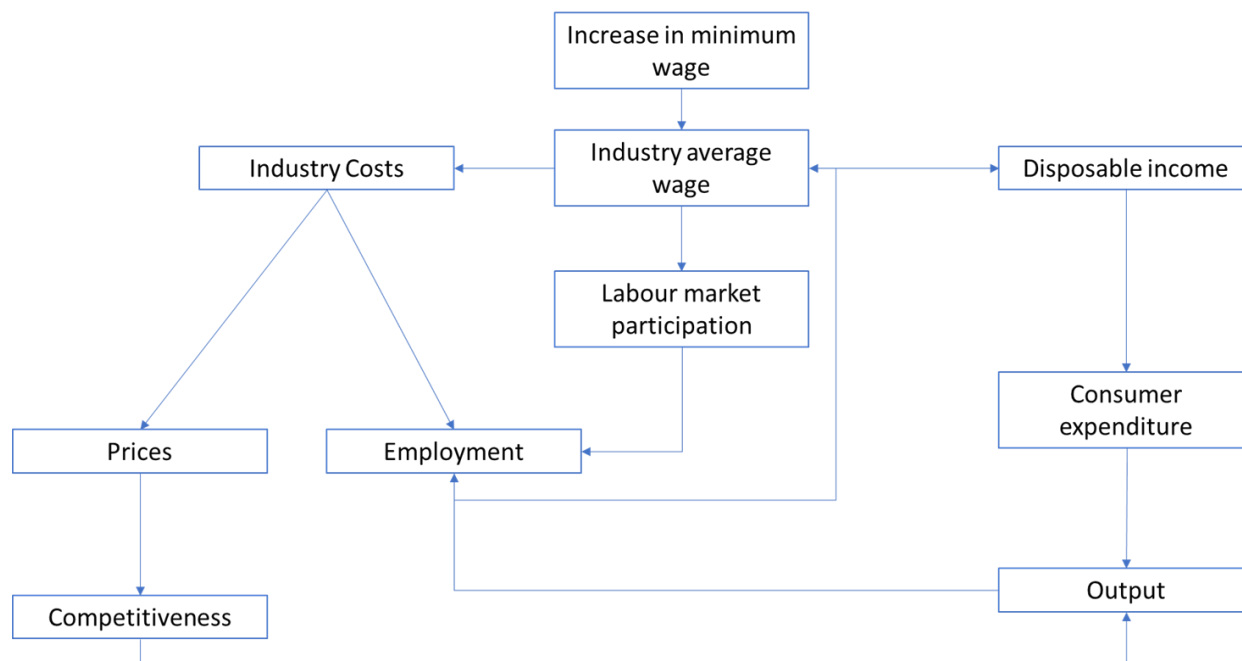 Increase in minimum
wage
Industry Costs
Industry average
wage
Disposable income
Labour market
participation
Consumer
expenditure
Prices
Employment
Competitiveness
Output